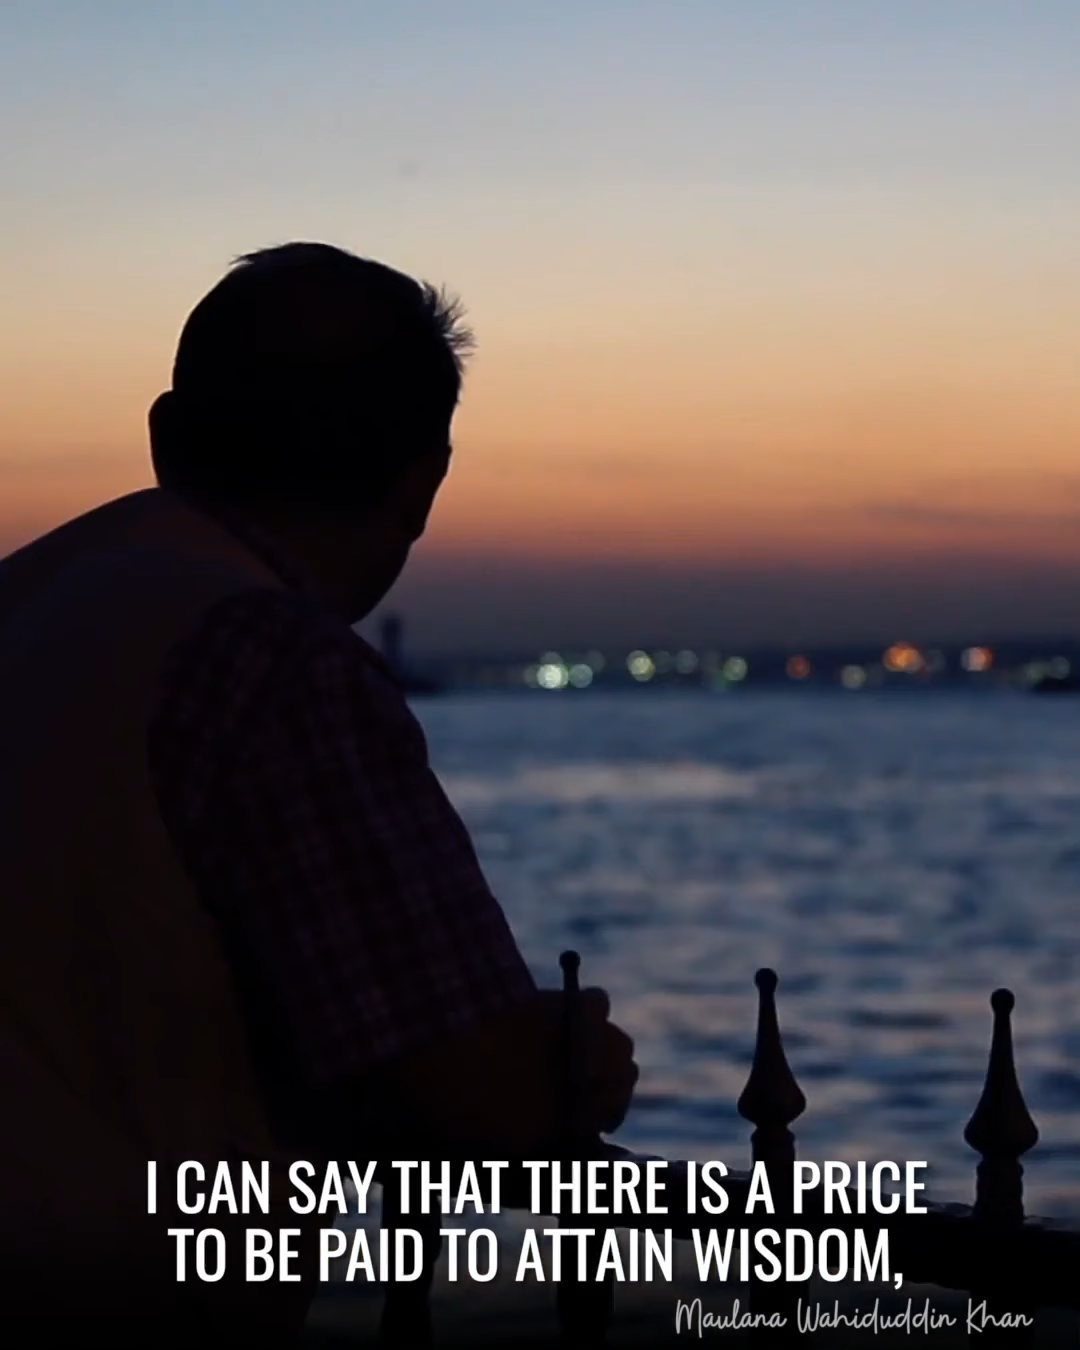 I CAN SAY THAT THERE IS A PRICE
TO BE PAID TO ATTAIN WISDOM,
Maulana Wahiduddin Khan